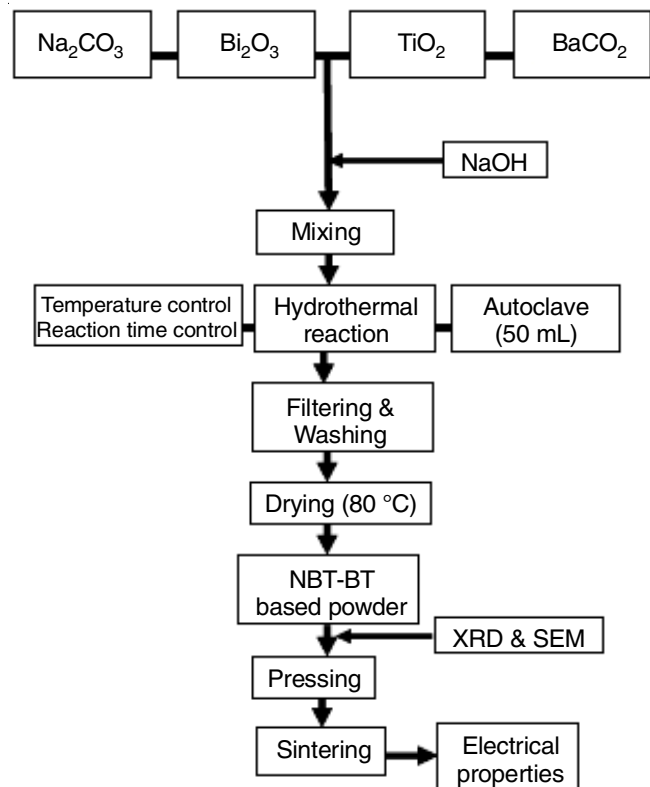 Na₂CO₃
Bi₂O₃
TiO₂
BaCO₂
NaOH
Mixing
Temperature control
Reaction time control
Hydrothermal
reaction
Autoclave
(50 mL)
Filtering &
Washing
Drying (80 °C)
NBT-BT
based powder
XRD & SEM
Pressing
Sintering
Electrical
properties